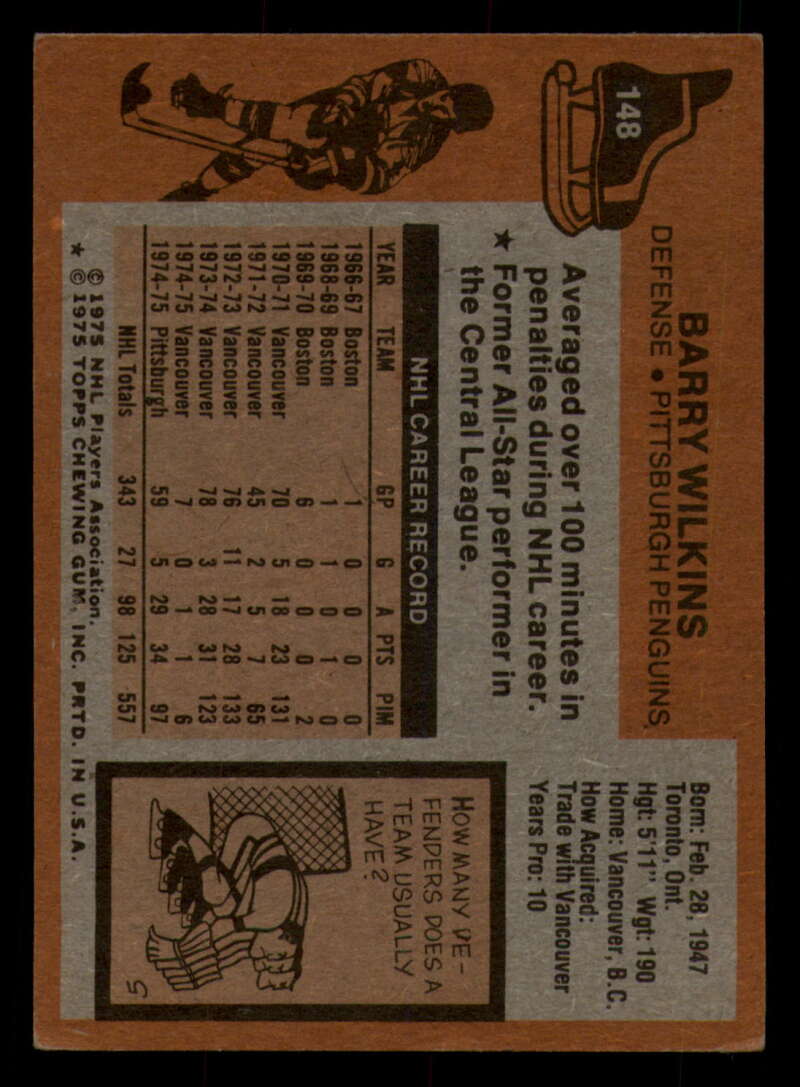 148
BARRY WILKINS
DEFENSE • PITTSBURGH PENGUINS
Born: Feb. 28, 1947
Toronto, Ont.
Hgt: 5'11" Wgt: 190
Home: Vancouver, B.C.
How Acquired:
Trade with Vancouver
Years Pro: 10
Averaged over 100 minutes in
penalties during NHL career.
★ Former All-Star performer in
the Central League.
NHL CAREER RECORD
YEAR TEAM GP G A PTS PIM
1966-67 Boston 1 0 0 0 0
1968-69 Boston 1 1 0 1 0
1969-70 Boston 6 0 0 0 2
1970-71 Vancouver 70 5 18 23 131
1971-72 Vancouver 45 2 5 7 65
1972-73 Vancouver 76 11 17 28 133
1973-74 Vancouver 78 3 28 31 123
1974-75 Vancouver 7 0 1 1 6
1974-75 Pittsburgh 59 5 29 34 97
NHL Totals 343 27 98 125 557
© 1975 NHL Players Association.
★ © 1975 TOPPS CHEWING GUM, INC. PRTD. IN U.S.A.
HOW MANY DE-
FENDERS DOES A
TEAM USUALLY
HAVE?
5